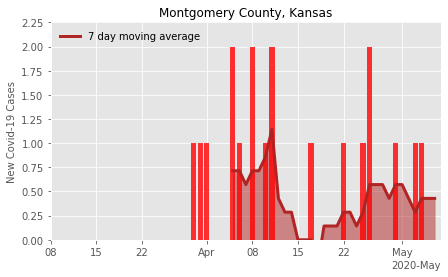 Montgomery County, Kansas
7 day moving average
New Covid-19 Cases
2.25
2.00
1.75
1.50
1.25
1.00
0.75
0.50
0.25
0.00
08 15 22 Apr 08 15 22 May
2020-May